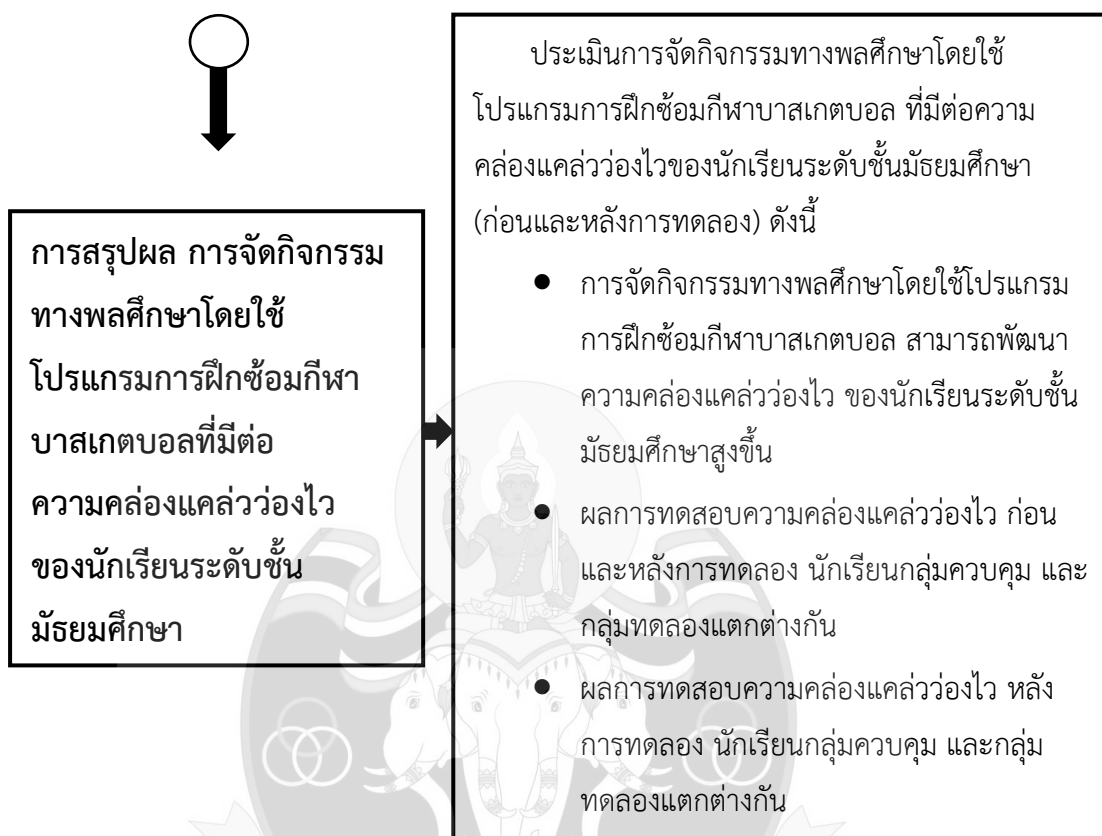 การสรุปผล การจัดกิจกรรม
ทางพลศึกษาโดยใช้
โปรแกรมการฝึกซ้อมกีฬา
บาสเกตบอลที่มีต่อ
ความคล่องแคล่วว่องไว
ของนักเรียนระดับชั้น
มัธยมศึกษา
ประเมินการจัดกิจกรรมทางพลศึกษาโดยใช้
โปรแกรมการฝึกซ้อมกีฬาบาสเกตบอล ที่มีต่อความ
คล่องแคล่วว่องไวของนักเรียนระดับชั้นมัธยมศึกษา
(ก่อนและหลังการทดลอง) ดังนี้
● การจัดกิจกรรมทางพลศึกษาโดยใช้โปรแกรม
การฝึกซ้อมกีฬาบาสเกตบอล สามารถพัฒนา
ความคล่องแคล่วว่องไว ของนักเรียนระดับชั้น
มัธยมศึกษาสูงขึ้น
● ผลการทดสอบความคล่องแคล่วว่องไว ก่อน
และหลังการทดลอง นักเรียนกลุ่มควบคุม และ
กลุ่มทดลองแตกต่างกัน
● ผลการทดสอบความคล่องแคล่วว่องไว หลัง
การทดลอง นักเรียนกลุ่มควบคุม และกลุ่ม
ทดลองแตกต่างกัน